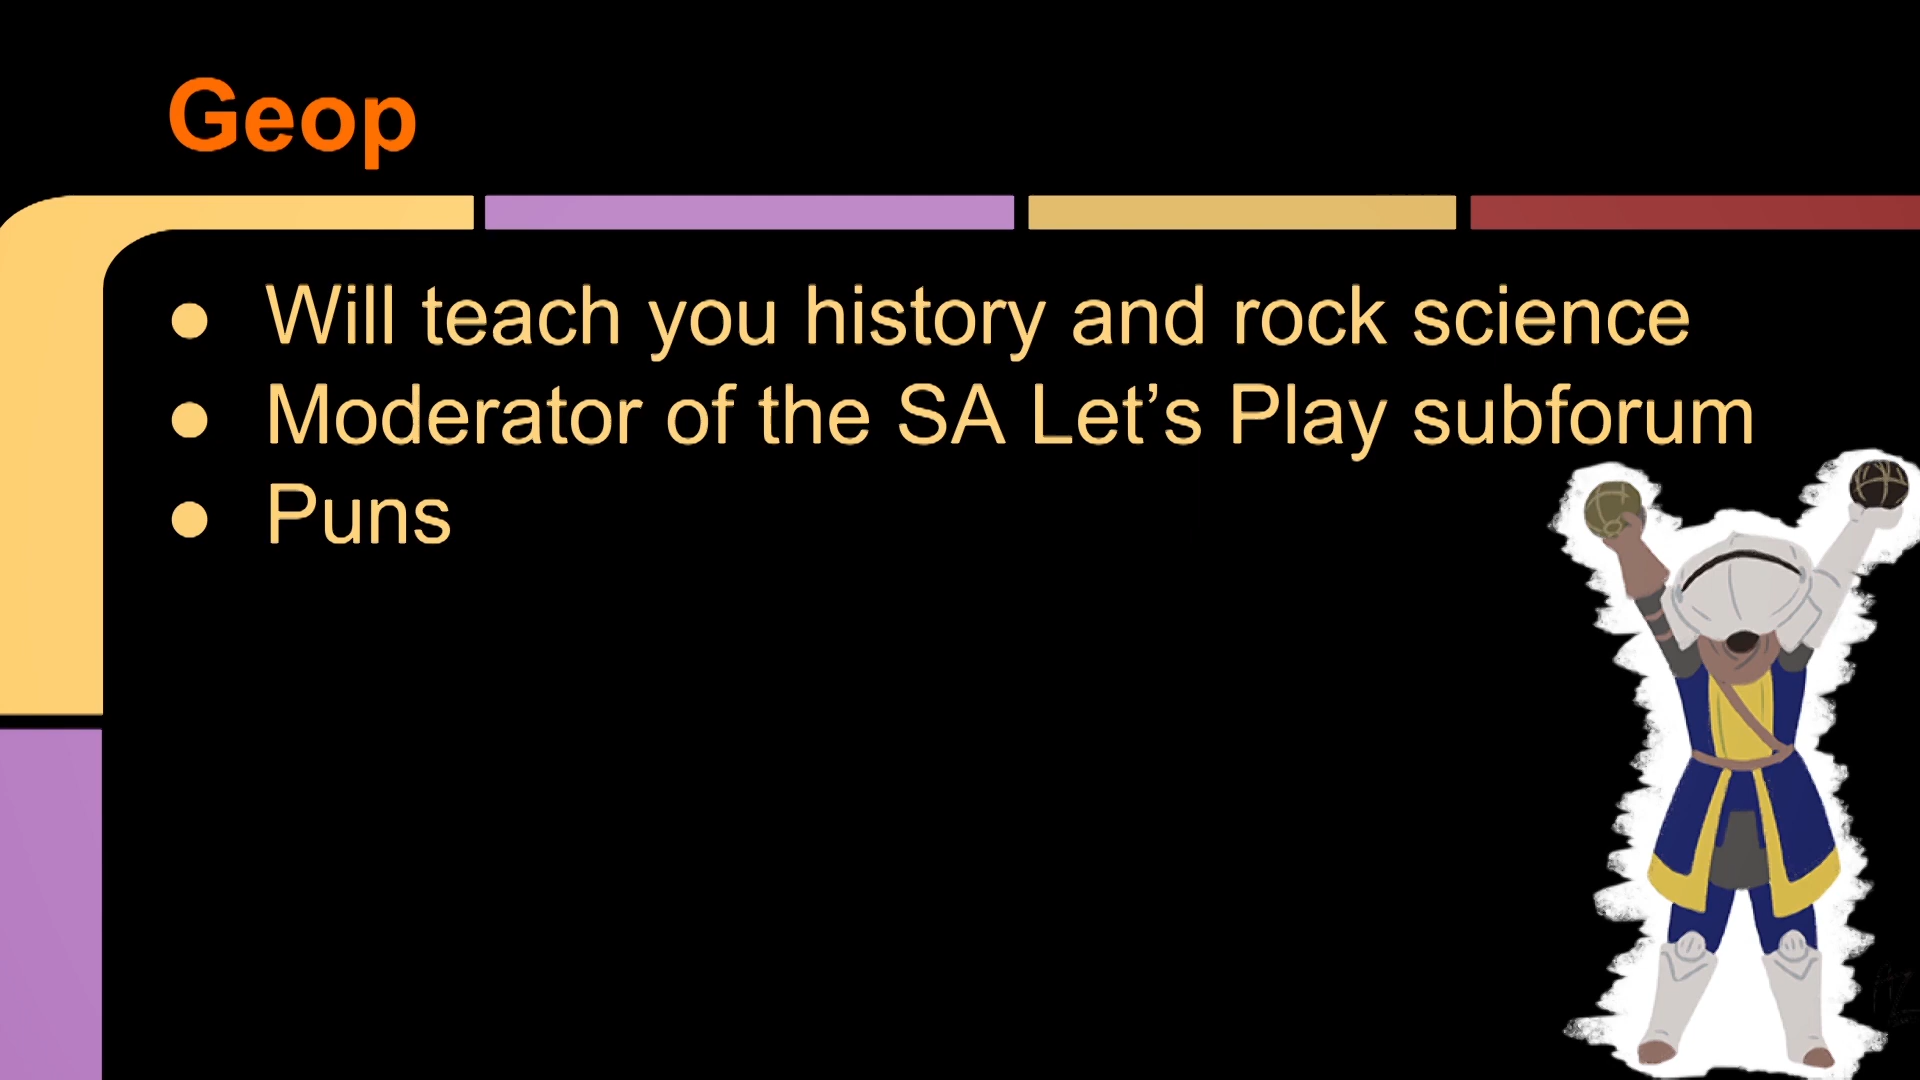 Geop
● Will teach you history and rock science
● Moderator of the SA Let’s Play subforum
● Puns